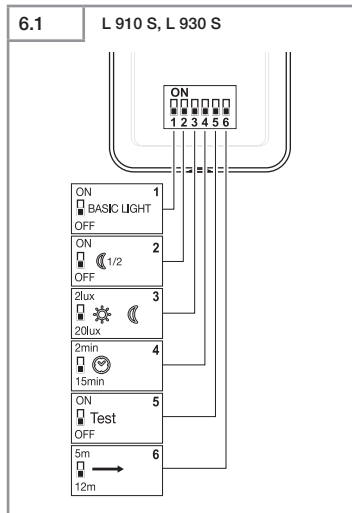 6.1 L 910 S, L 930 S
ON
1 2 3 4 5 6
ON 1
BASIC LIGHT
OFF
ON 2
1/2
OFF
2lux 3
20lux
2min 4
15min
ON 5
Test
OFF
5m 6
12m